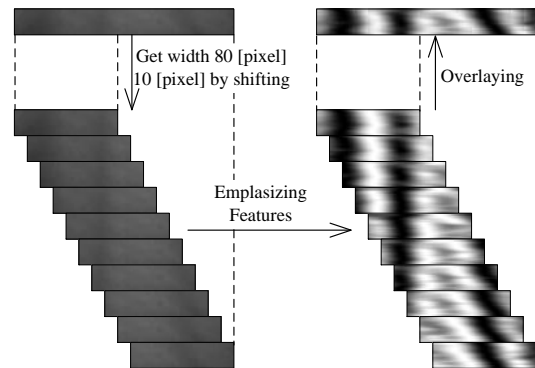 Get width 80 [pixel]
10 [pixel] by shifting
Overlaying
Emplasizing
Features